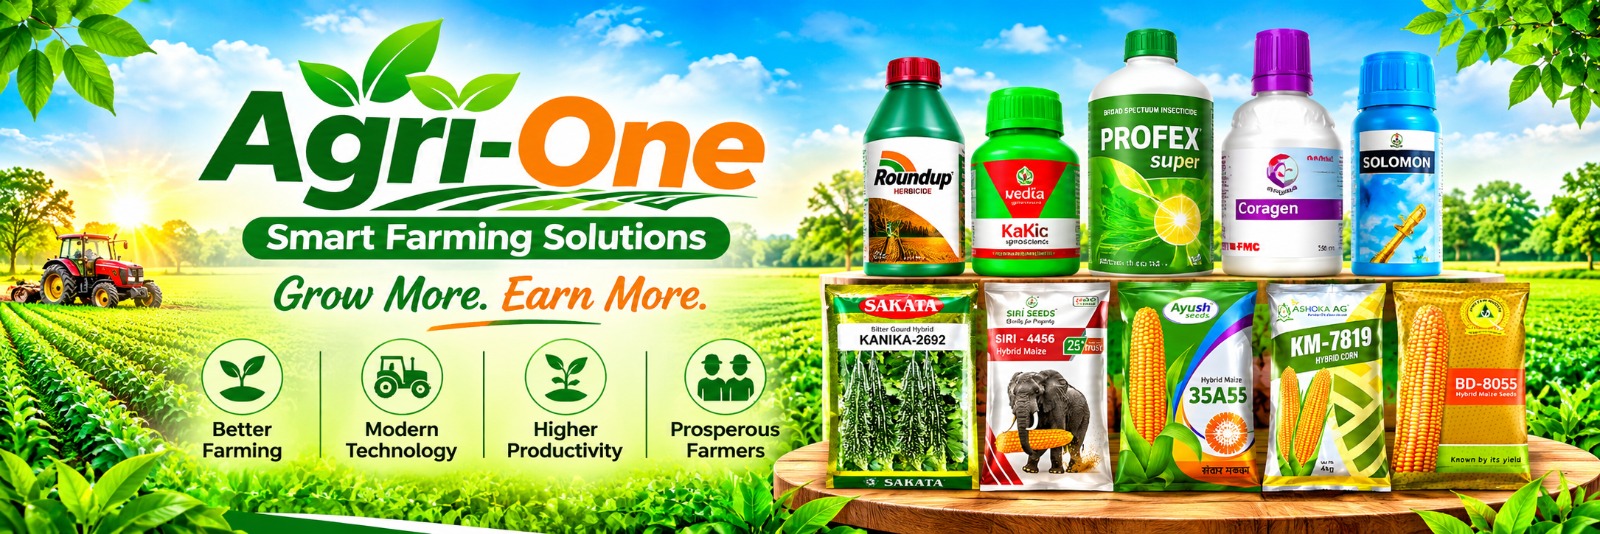 Agri-One
Smart Farming Solutions
Grow More. Earn More.
Better
Farming
Modern
Technology
Higher
Productivity
Prosperous
Farmers
Roundup
HERBICIDE
KaKic
BROAD SPECTUUM INSECTICIDE
PROFEX
super
Coragen
FMC
SOLOMON
SAKATA
Bitter Gourd Hybrid
KANIKA-2692
SAKATA
SIRI SEEDS
SIRI - 4456
Hybrid Maize
25
Ayush
seeds
Hybrid Maize
35A55
ASHOKA AG
KM-7819
HYBRID CORN
BD-8055
Hybrid Maize Seeds
Known by its yield